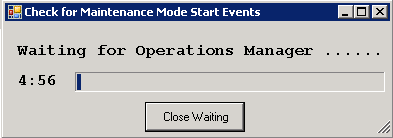 Check for Maintenance Mode Start Events
Waiting for Operations Manager ......
4:56
Close Waiting